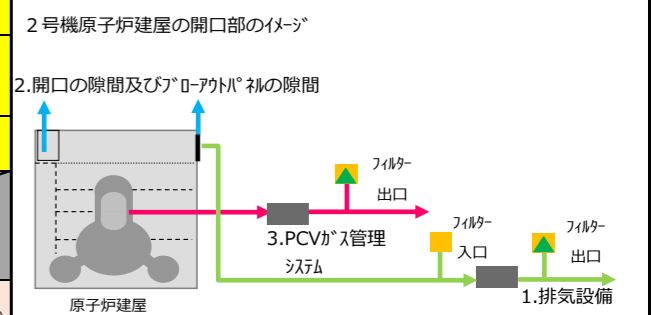 ２号機原子炉建屋の開口部のｲﾒｰｼﾞ
2.開口の隙間及びﾌﾞﾛｰｱｳﾄﾊﾟﾈﾙの隙間
ﾌｨﾙﾀｰ
出口
3.PCVｶﾞｽ管理
ｼｽﾃﾑ
ﾌｨﾙﾀｰ
入口
ﾌｨﾙﾀｰ
出口
1.排気設備
原子炉建屋